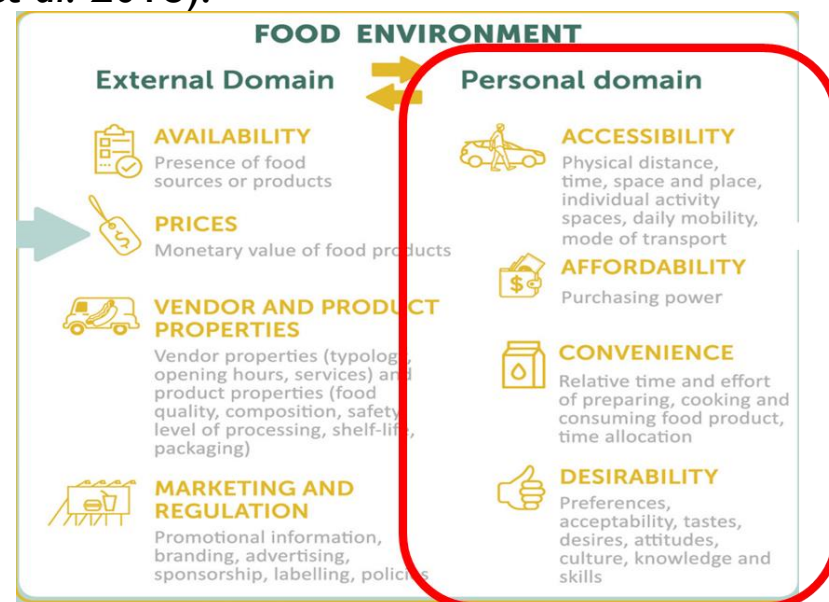 et al. 2018).
FOOD ENVIRONMENT
External Domain
AVAILABILITY
Presence of food
sources or products
PRICES
Monetary value of food products
VENDOR AND PRODUCT
PROPERTIES
Vendor properties (typology,
opening hours, services) and
product properties (food
quality, composition, safety
level of processing, shelf-life,
packaging)
MARKETING AND
REGULATION
Promotional information,
branding, advertising,
sponsorship, labelling, policies
Personal domain
ACCESSIBILITY
Physical distance,
time, space and place,
individual activity
spaces, daily mobility,
mode of transport
AFFORDABILITY
Purchasing power
CONVENIENCE
Relative time and effort
of preparing, cooking and
consuming food product,
time allocation
DESIRABILITY
Preferences,
acceptability, tastes,
desires, attitudes,
culture, knowledge and
skills